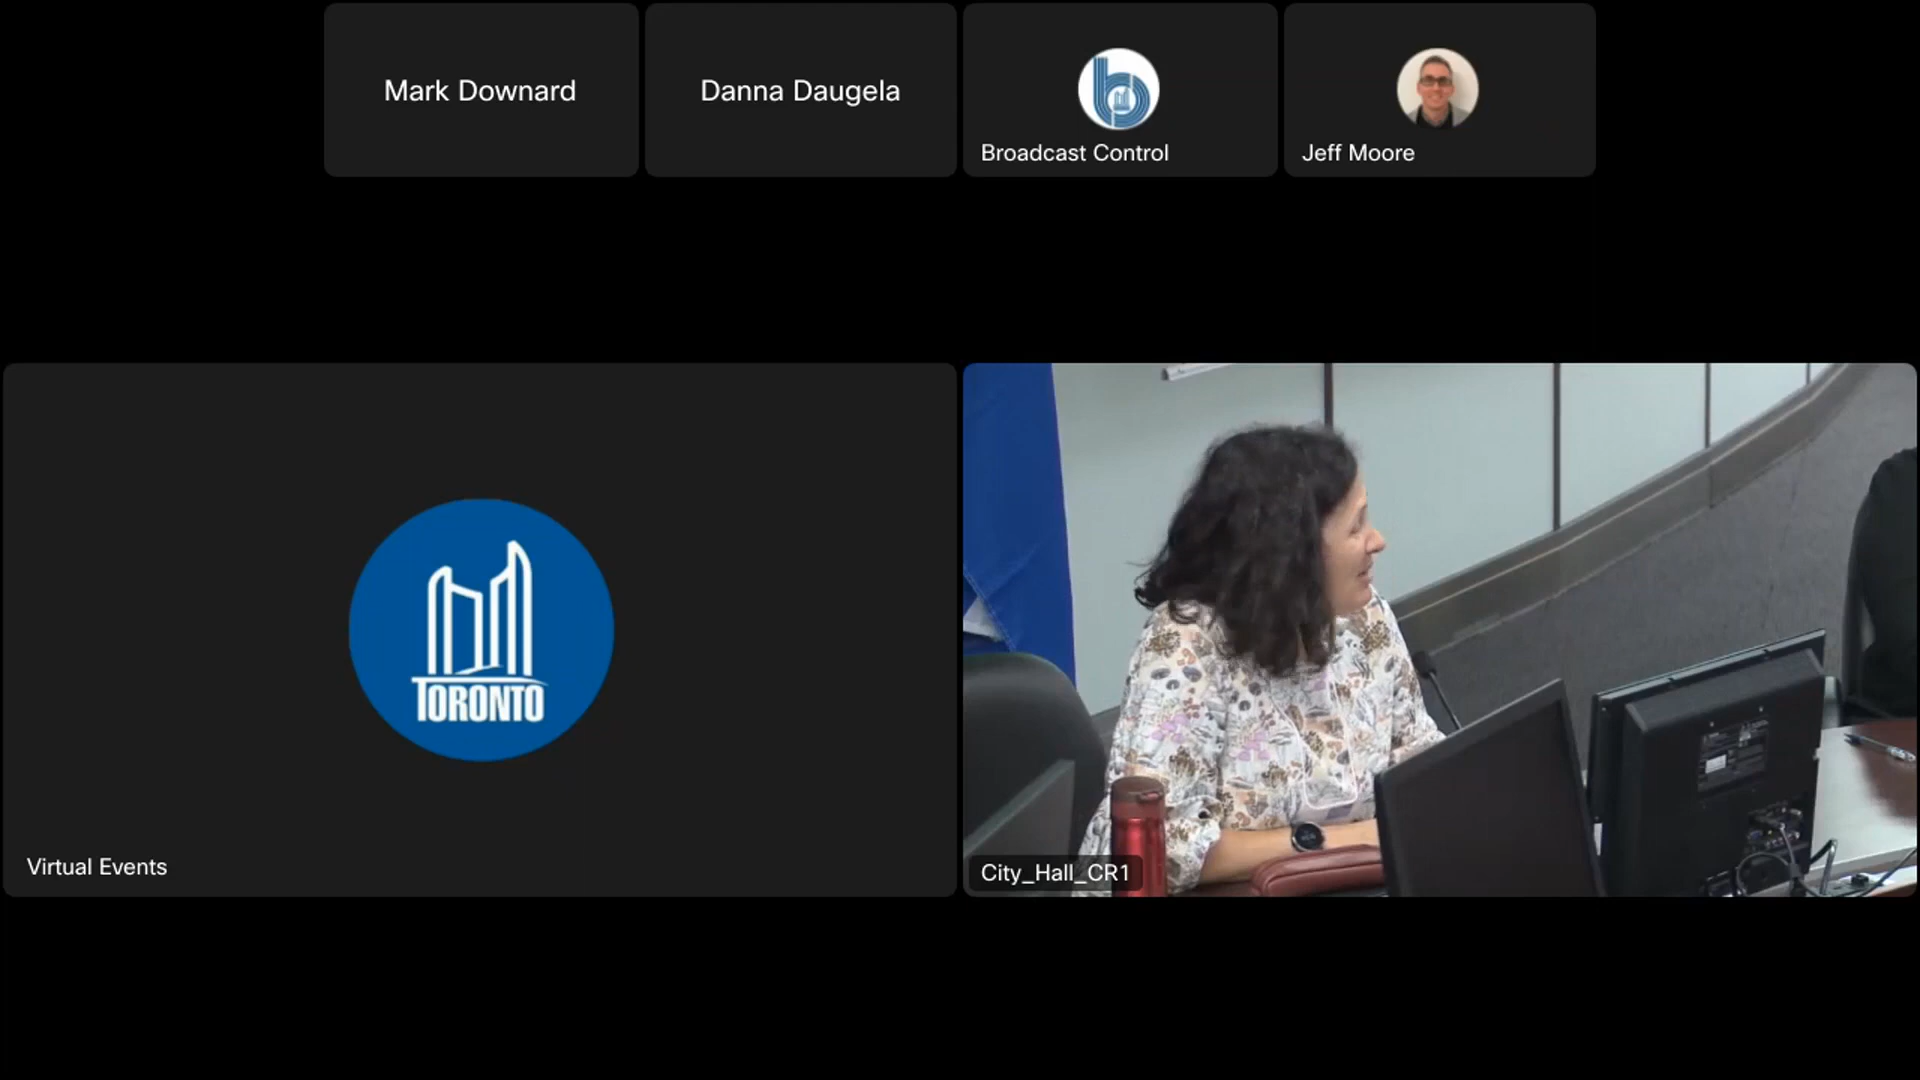 Mark Downard
Danna Daugela
Broadcast Control
Jeff Moore
TORONTO
Virtual Events
City_Hall_CR1